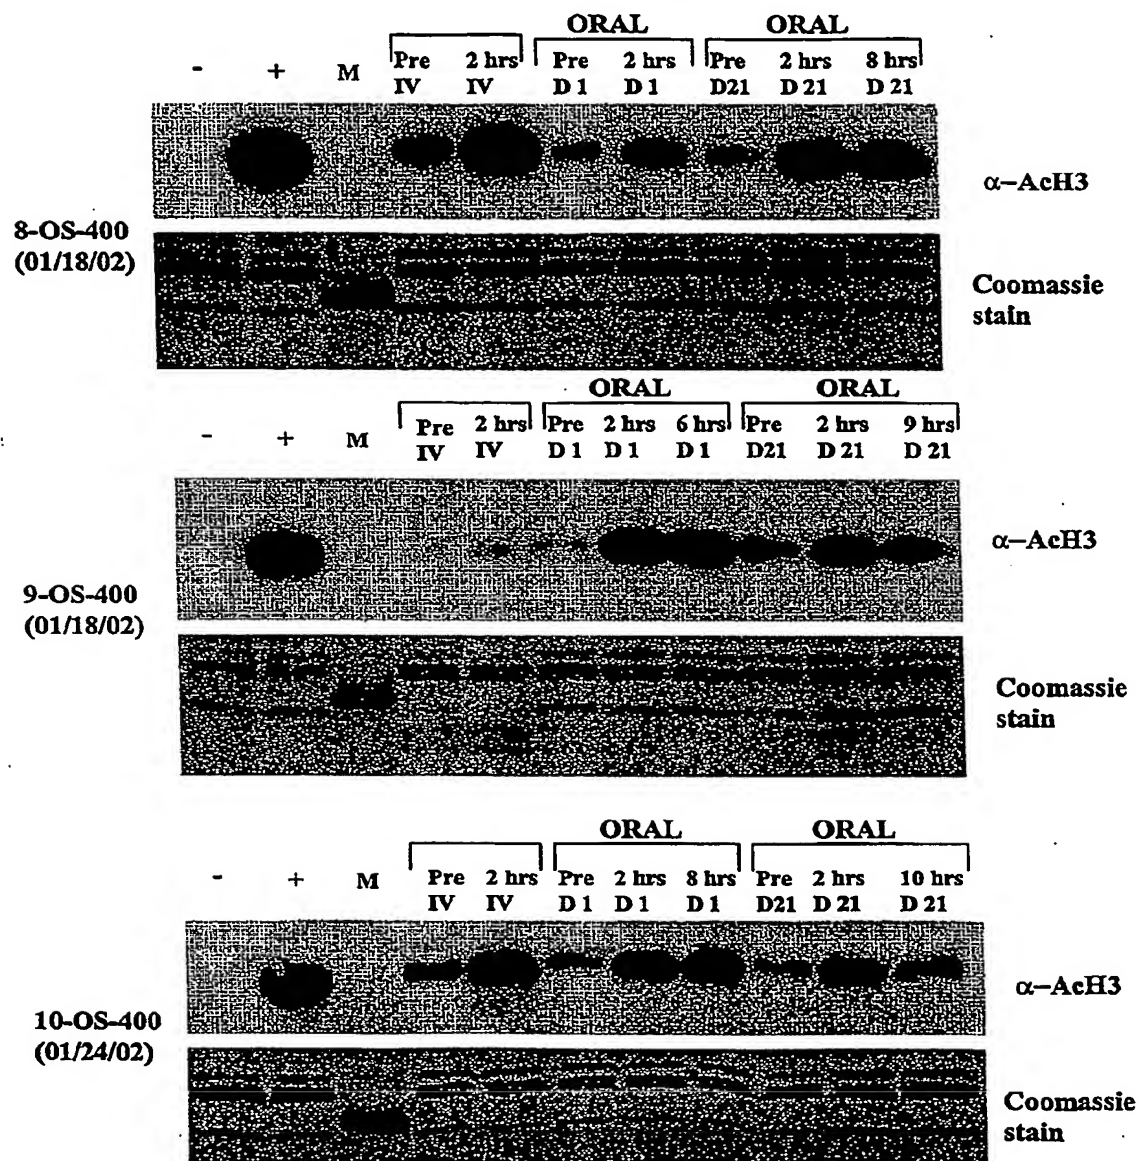 ORAL ORAL
- + M Pre 2 hrs Pre 2 hrs Pre 2 hrs 8 hrs
IV IV D 1 D 1 D21 D 21 D 21
α–AcH3
8-OS-400
(01/18/02)
Coomassie
stain
ORAL ORAL
- + M Pre 2 hrs Pre 2 hrs 6 hrs Pre 2 hrs 9 hrs
IV IV D 1 D 1 D 1 D21 D 21 D 21
α–AcH3
9-OS-400
(01/18/02)
Coomassie
stain
ORAL ORAL
- + M Pre 2 hrs Pre 2 hrs 8 hrs Pre 2 hrs 10 hrs
IV IV D 1 D 1 D 1 D21 D 21 D 21
α–AcH3
10-OS-400
(01/24/02)
Coomassie
stain